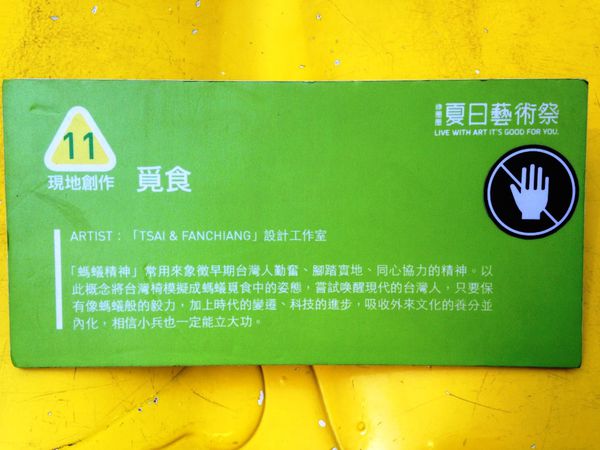 11
現地創作
覓食
夏日藝術祭
LIVE WITH ART IT'S GOOD FOR YOU.
ARTIST：「TSAI & FANCHIANG」設計工作室
「螞蟻精神」常用來象徵早期台灣人勤奮、腳踏實地、同心協力的精神。以
此概念將台灣椅模擬成螞蟻覓食中的姿態，嘗試喚醒現代的台灣人，只要保
有像螞蟻般的毅力，加上時代的變遷、科技的進步，吸收外來文化的養分並
內化，相信小兵也一定能立大功。